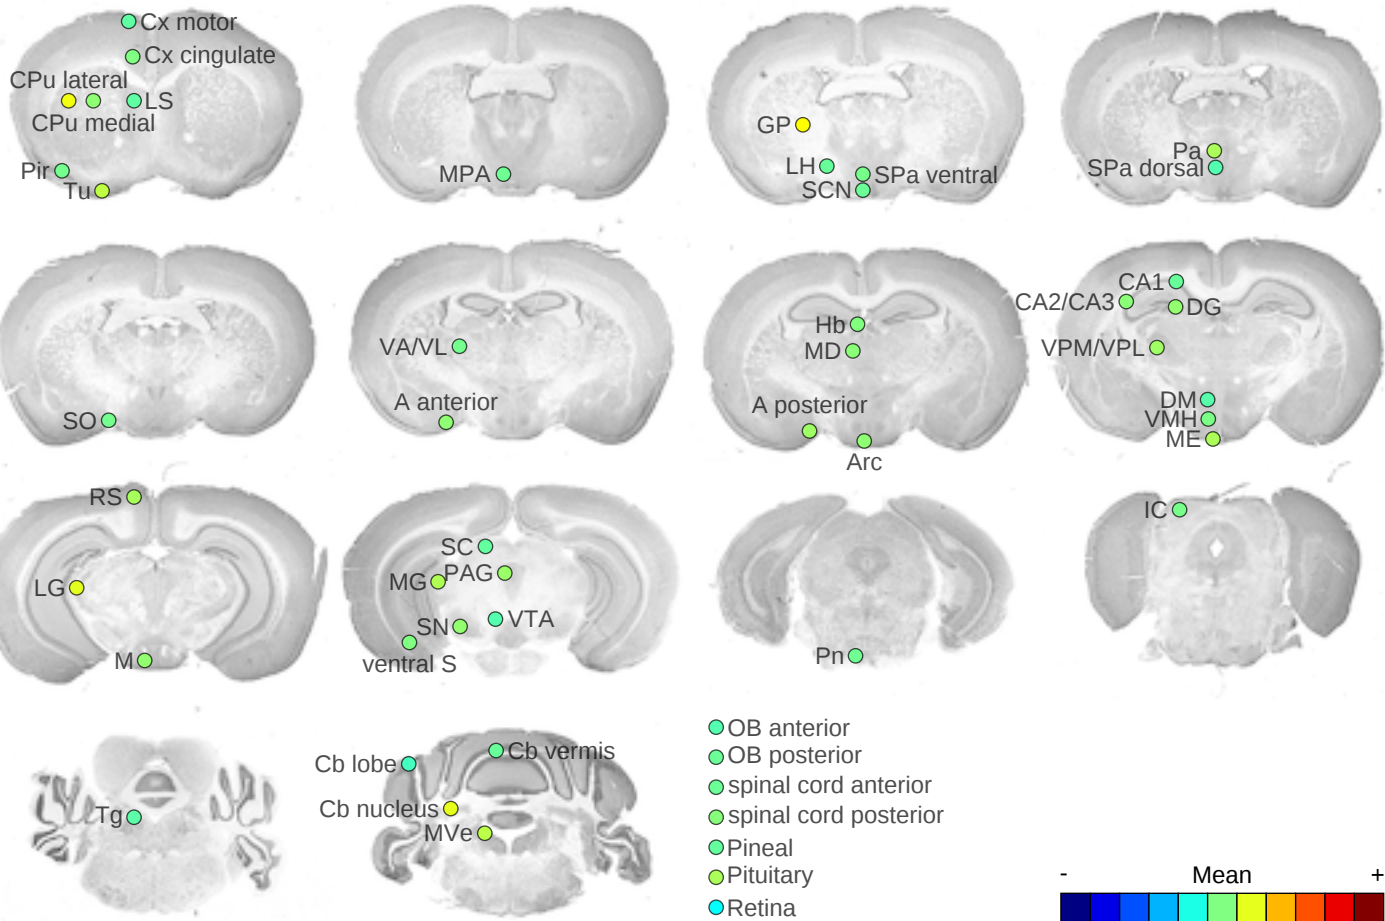 Cx motor
Cx cingulate
CPu lateral
LS
CPu medial
Pir
Tu
MPA
GP
LH
SPa ventral
SCN
Pa
SPa dorsal
SO
VA/VL
A anterior
Hb
MD
A posterior
Arc
CA1
CA2/CA3
DG
VPM/VPL
DM
VMH
ME
RS
LG
M
SC
MG
PAG
SN
VTA
ventral S
Pn
IC
Tg
Cb lobe
Cb vermis
Cb nucleus
MVe
OB anterior
OB posterior
spinal cord anterior
spinal cord posterior
Pineal
Pituitary
Retina
- Mean +